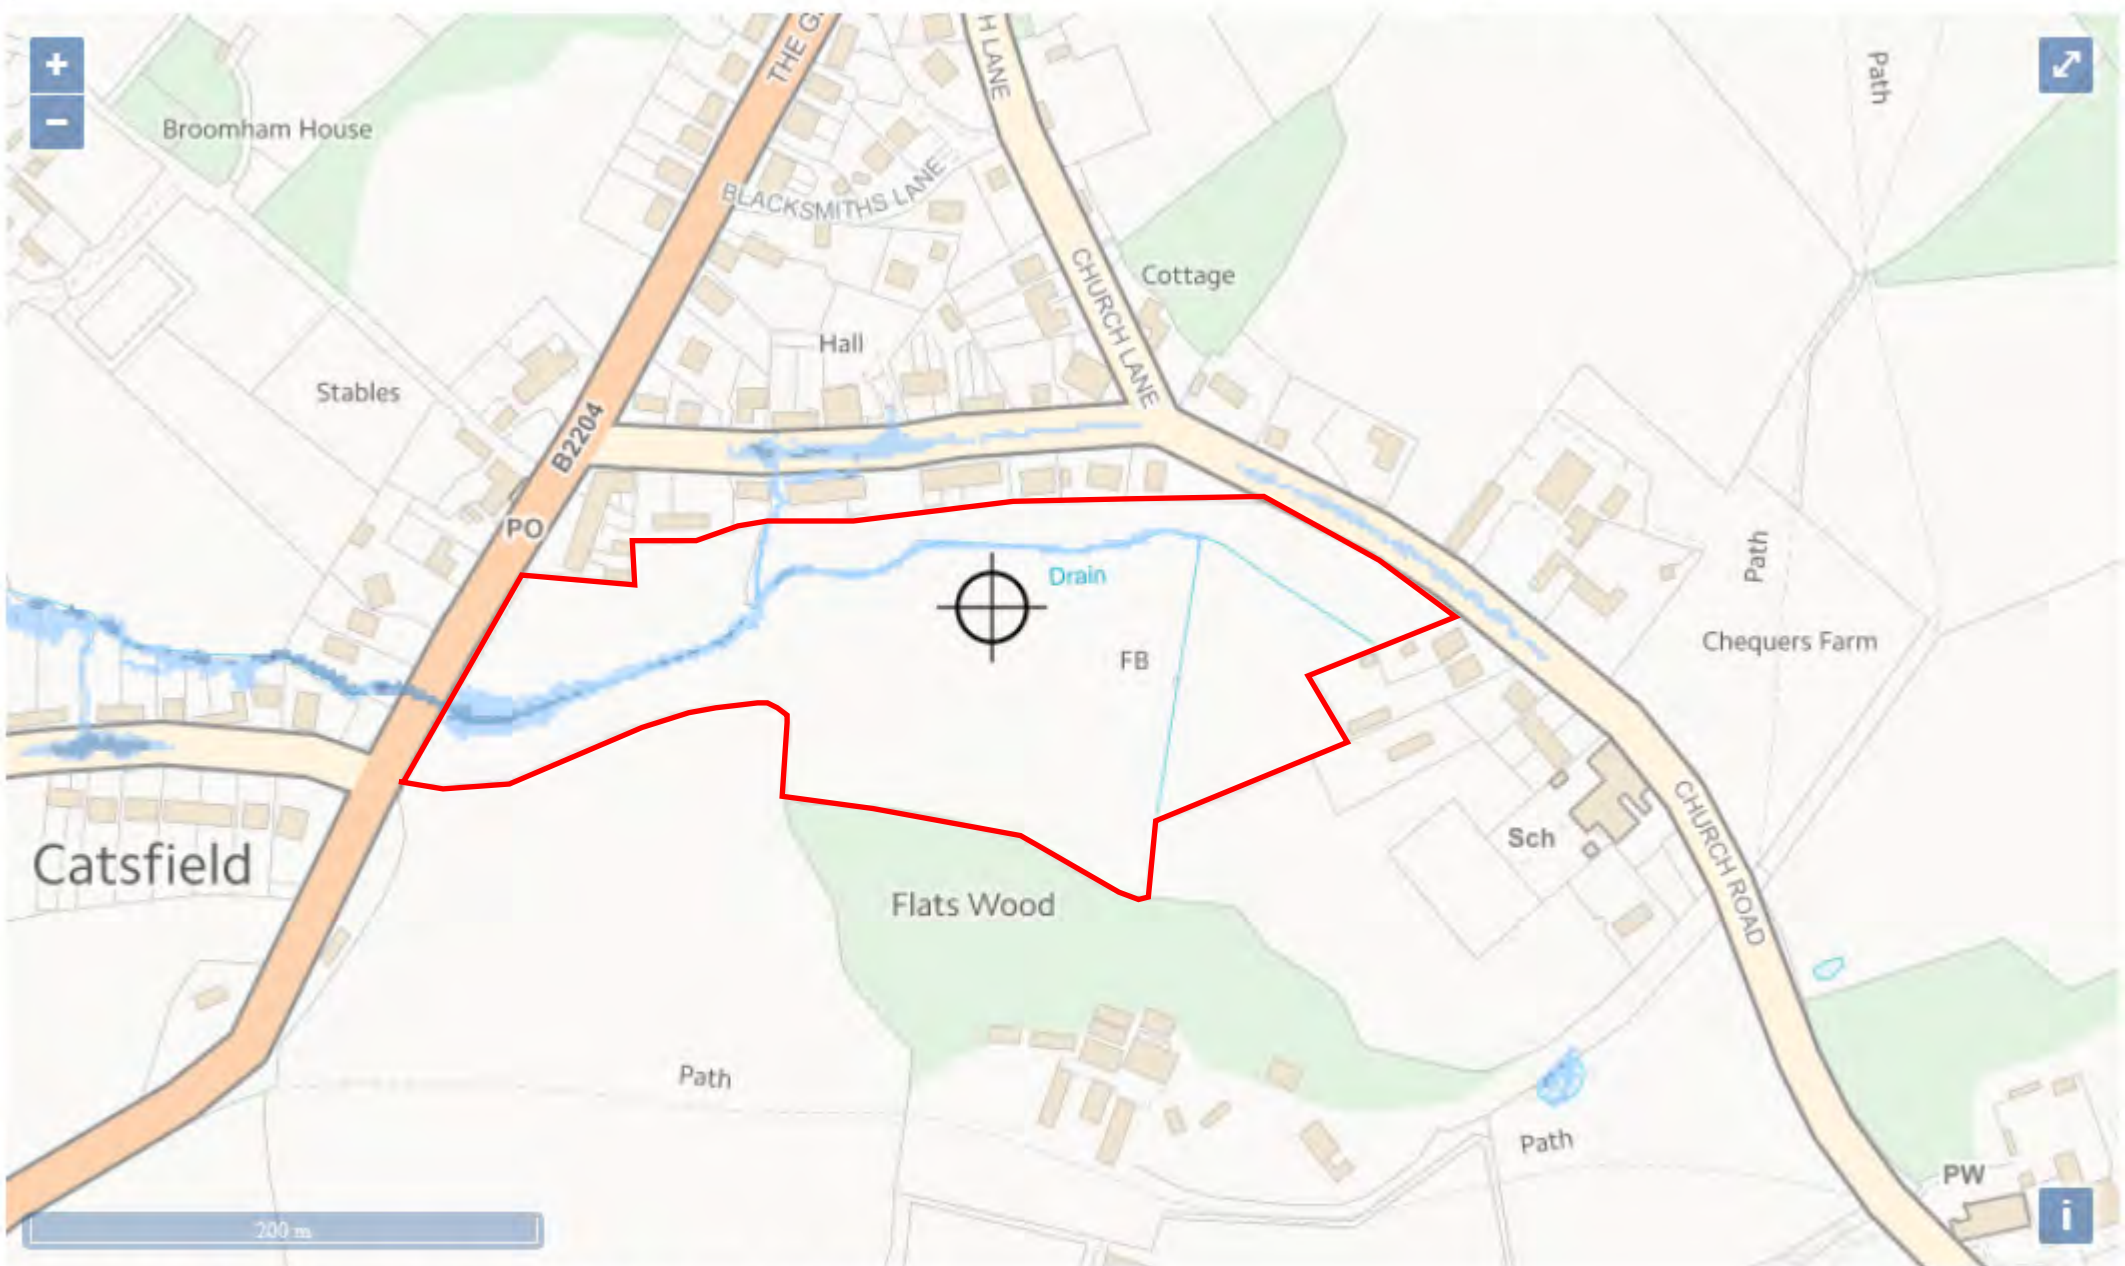 +
−
THE G
H LANE
Path
Broomham House
BLACKSMITHS LANE
CHURCH LANE
Cottage
Hall
Stables
B2204
PO
Drain
Path
FB
Chequers Farm
Sch
CHURCH ROAD
Catsfield
Flats Wood
Path
Path
PW
200 m
i